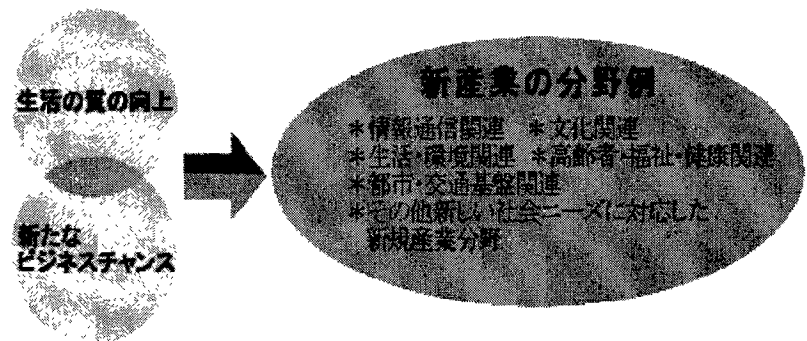 生活の質の向上
新たな
ビジネスチャンス
新産業の分野例
＊情報通信関連　＊文化関連
＊生活・環境関連　＊高齢者・福祉・健康関連
＊都市・交通基盤関連
＊その他新しい社会ニーズに対応した
新規産業分野